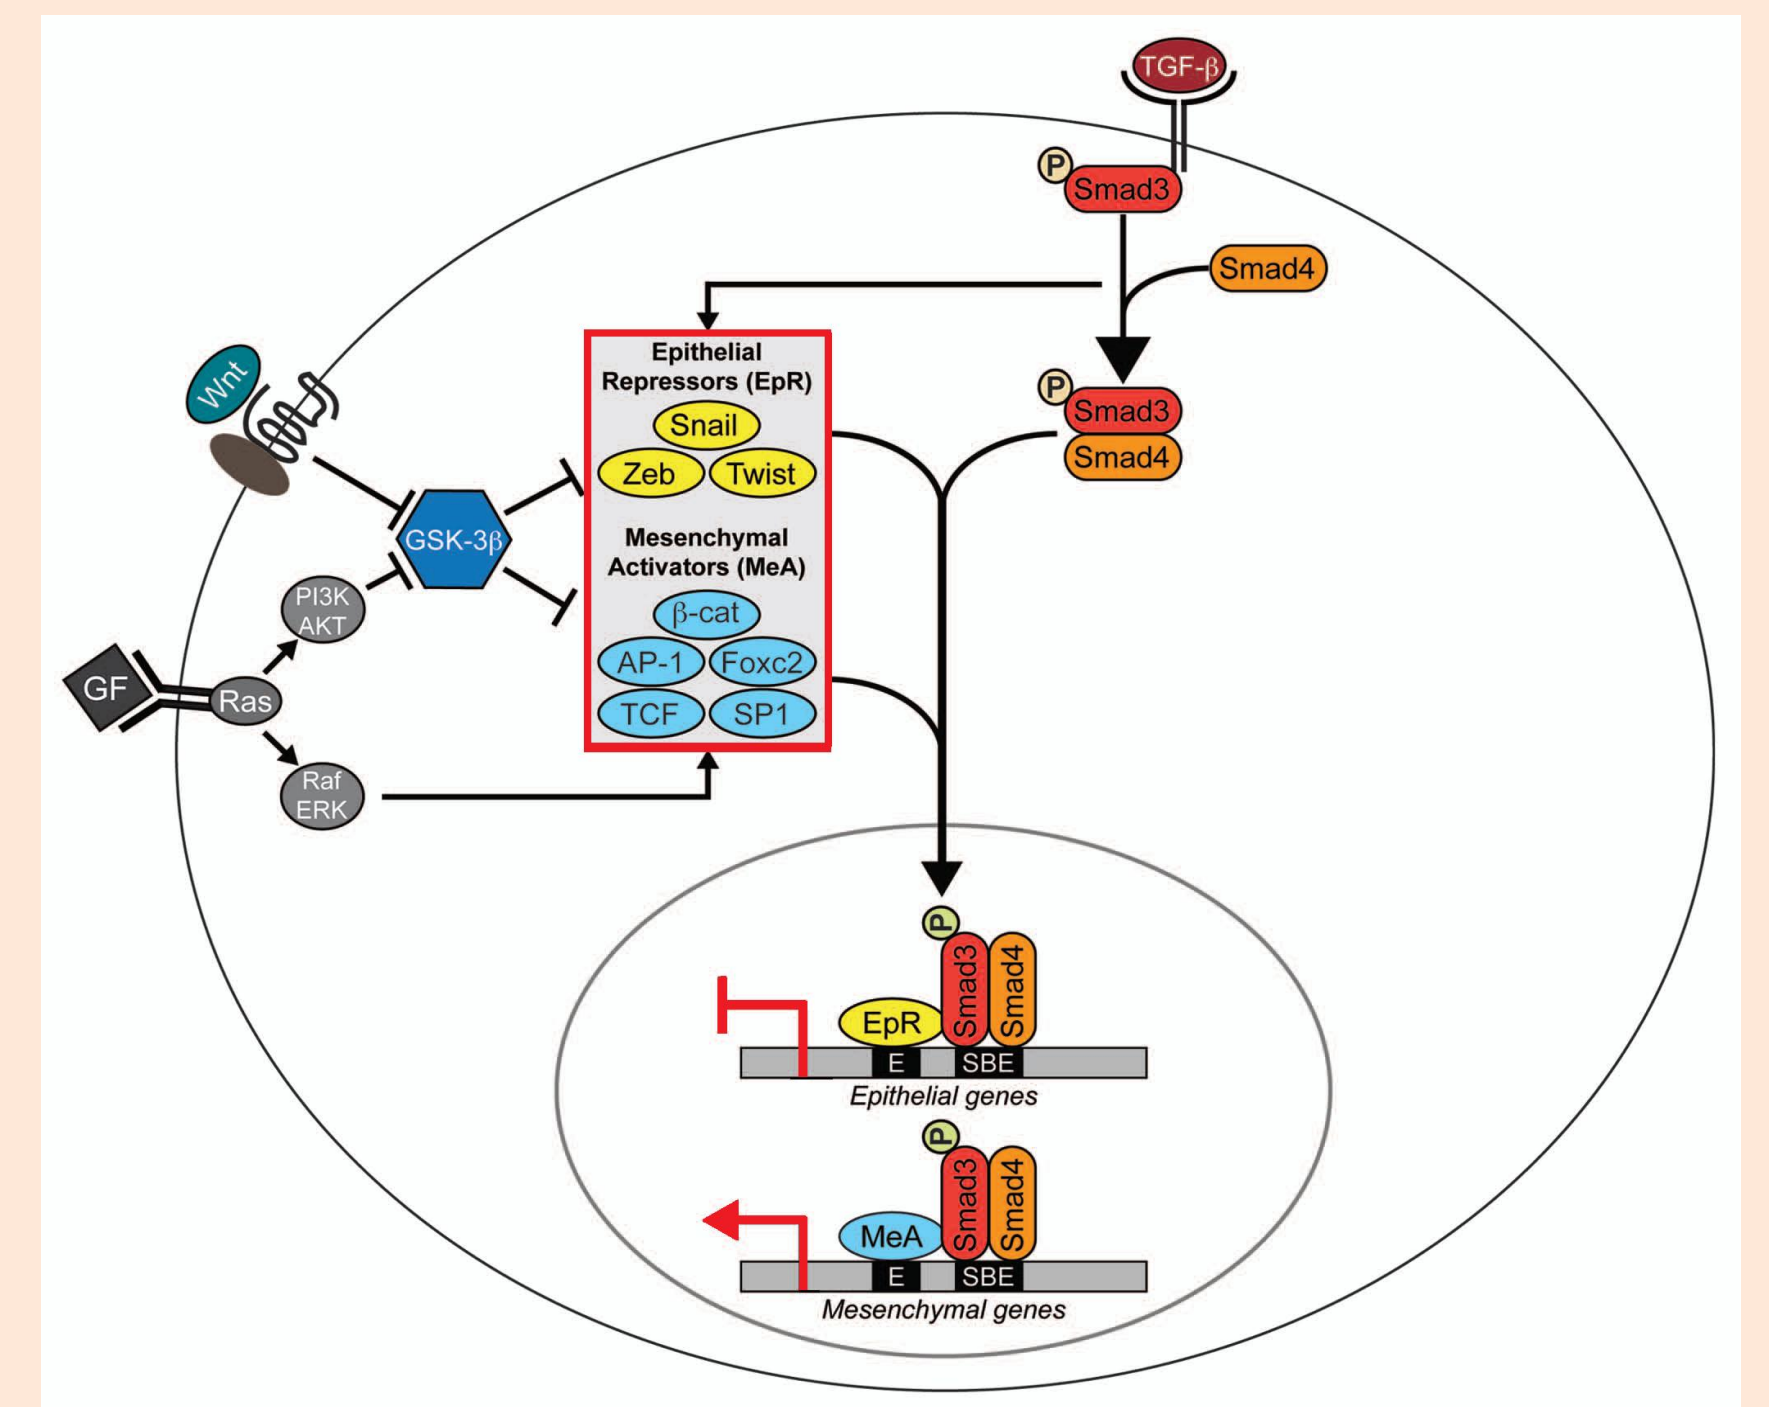 TGF-β
P
Smad3
Smad4
Wnt
Epithelial
Repressors (EpR)
Snail
Zeb
Twist
P
Smad3
Smad4
GSK-3β
Mesenchymal
Activators (MeA)
β-cat
AP-1
Foxc2
TCF
SP1
PI3K
AKT
GF
Ras
Raf
ERK
P
Smad3
Smad4
EpR
E
SBE
Epithelial genes
P
Smad3
Smad4
MeA
E
SBE
Mesenchymal genes